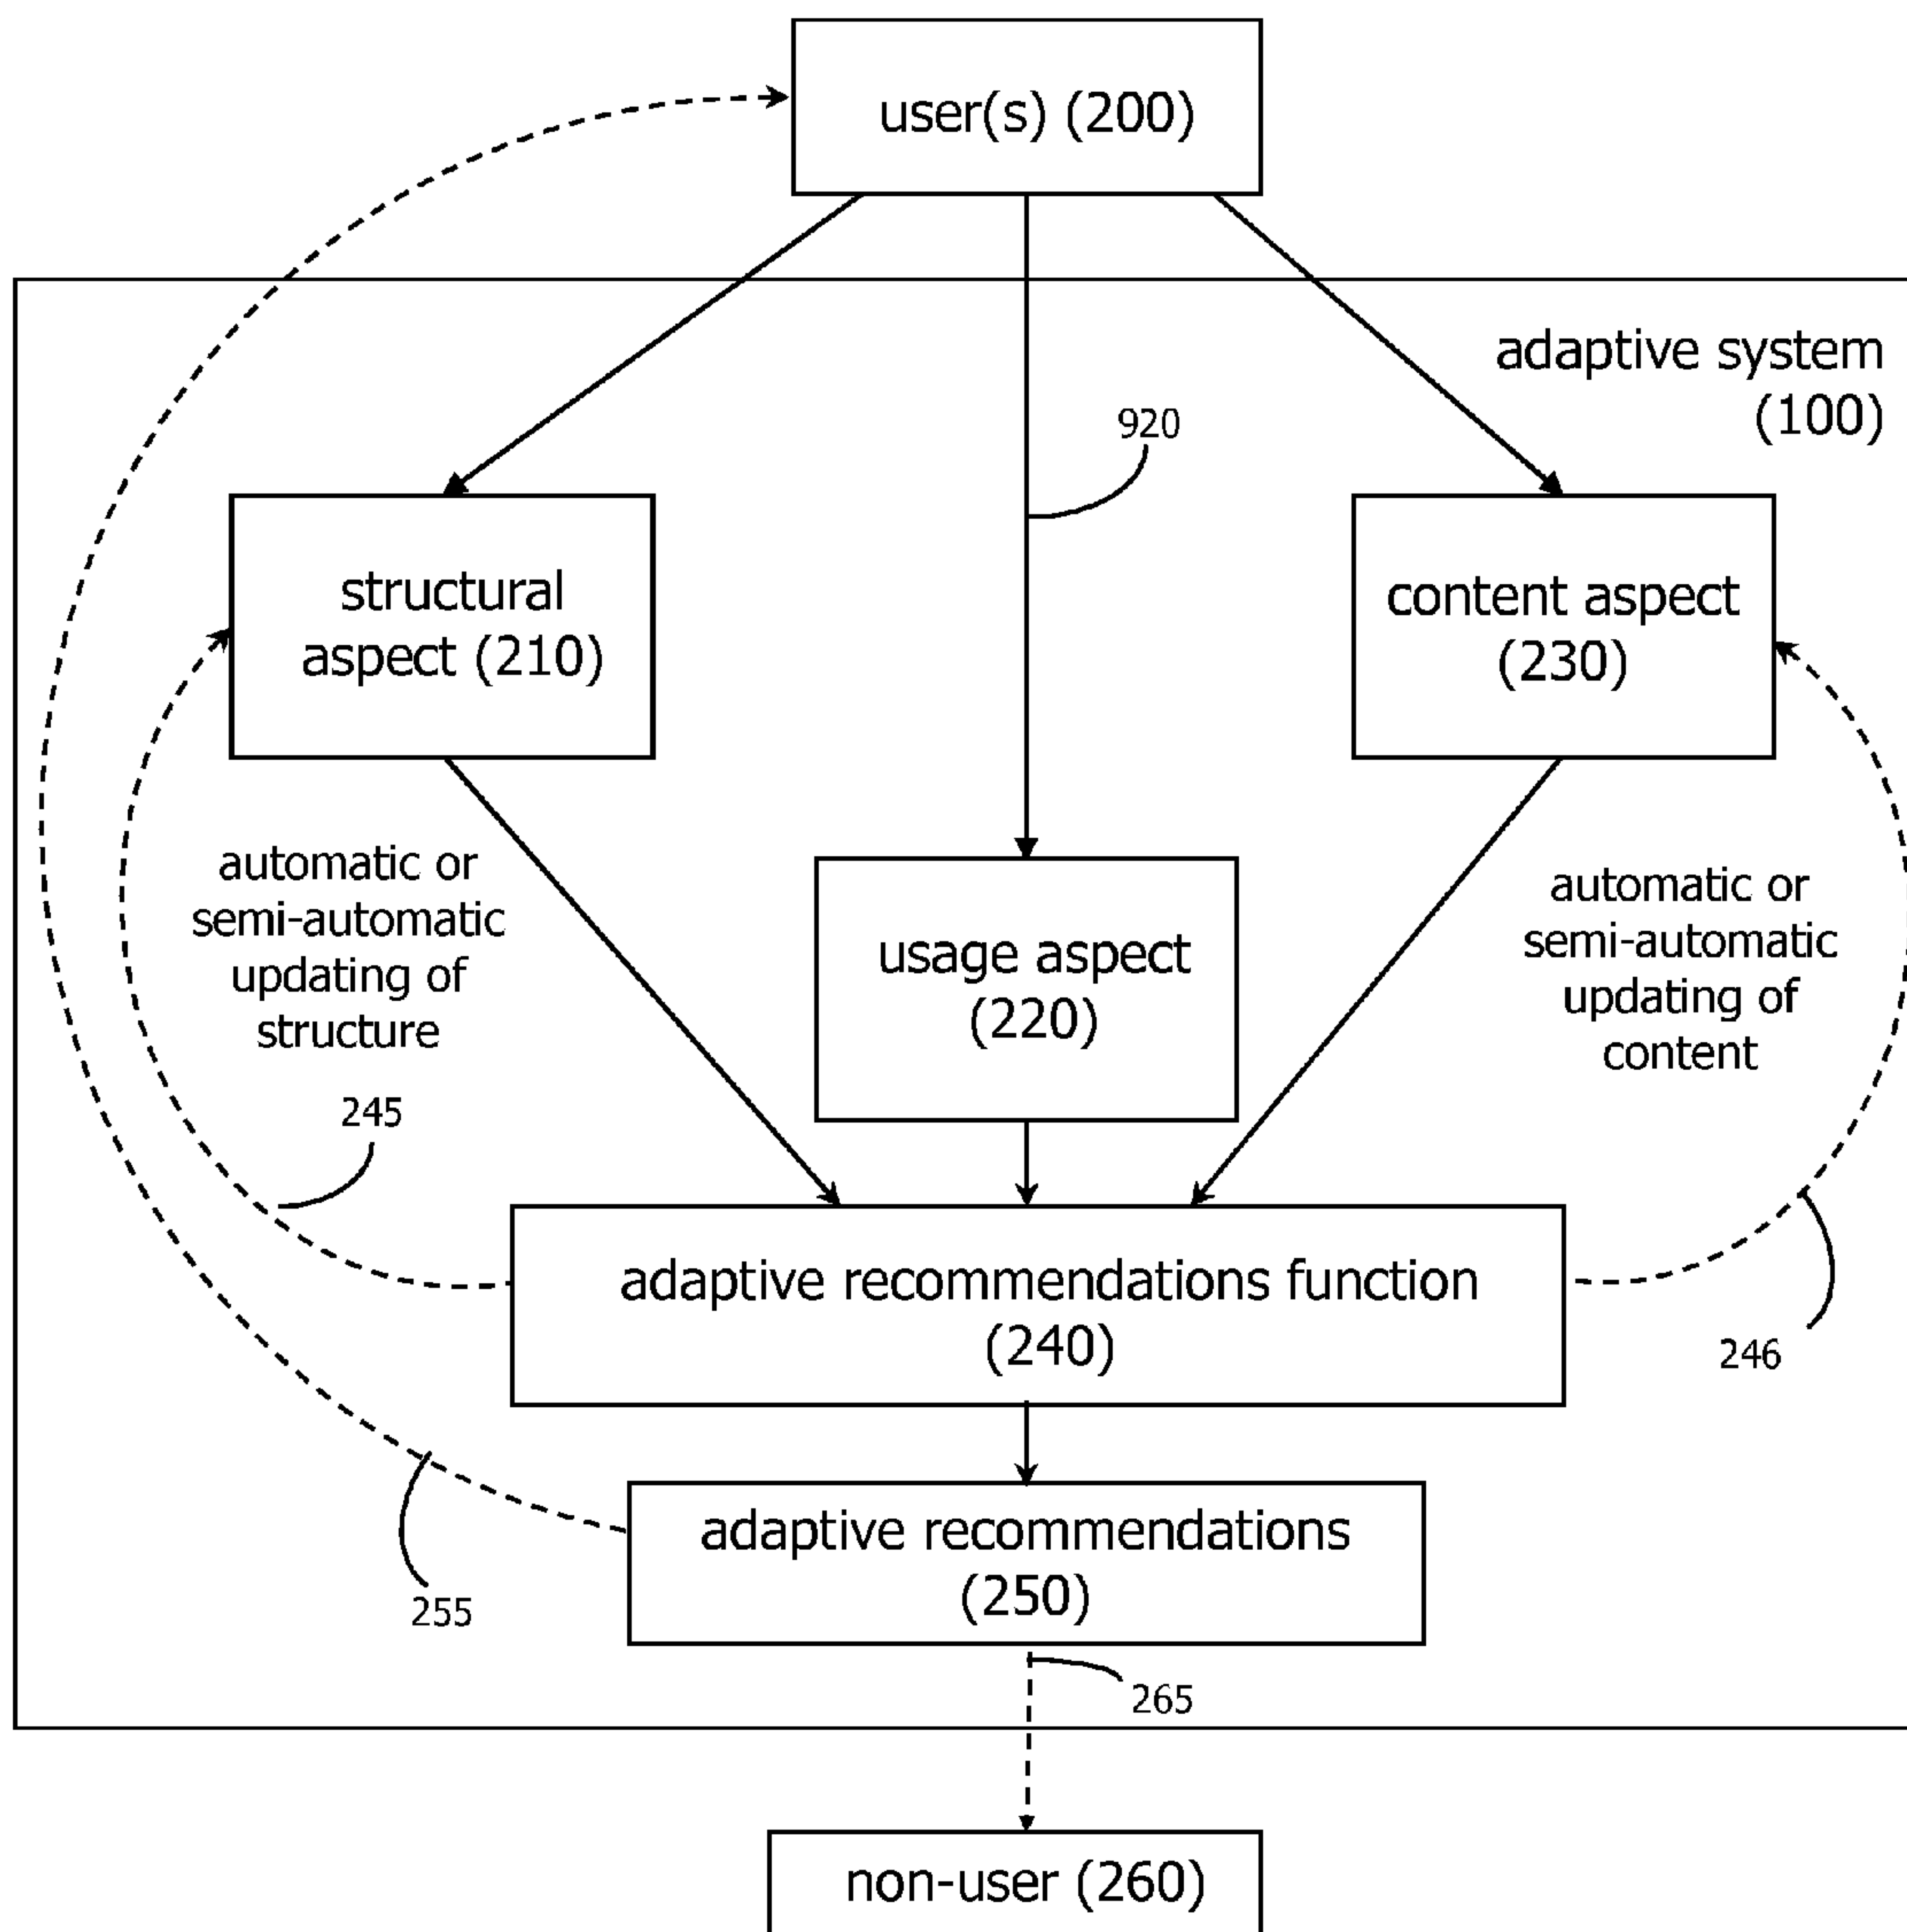 user(s) (200)
adaptive system
(100)
920
structural
aspect (210)
content aspect
(230)
automatic or
semi-automatic
updating of
structure
usage aspect
(220)
automatic or
semi-automatic
updating of
content
245
adaptive recommendations function
(240)
246
adaptive recommendations
(250)
255
265
non-user (260)